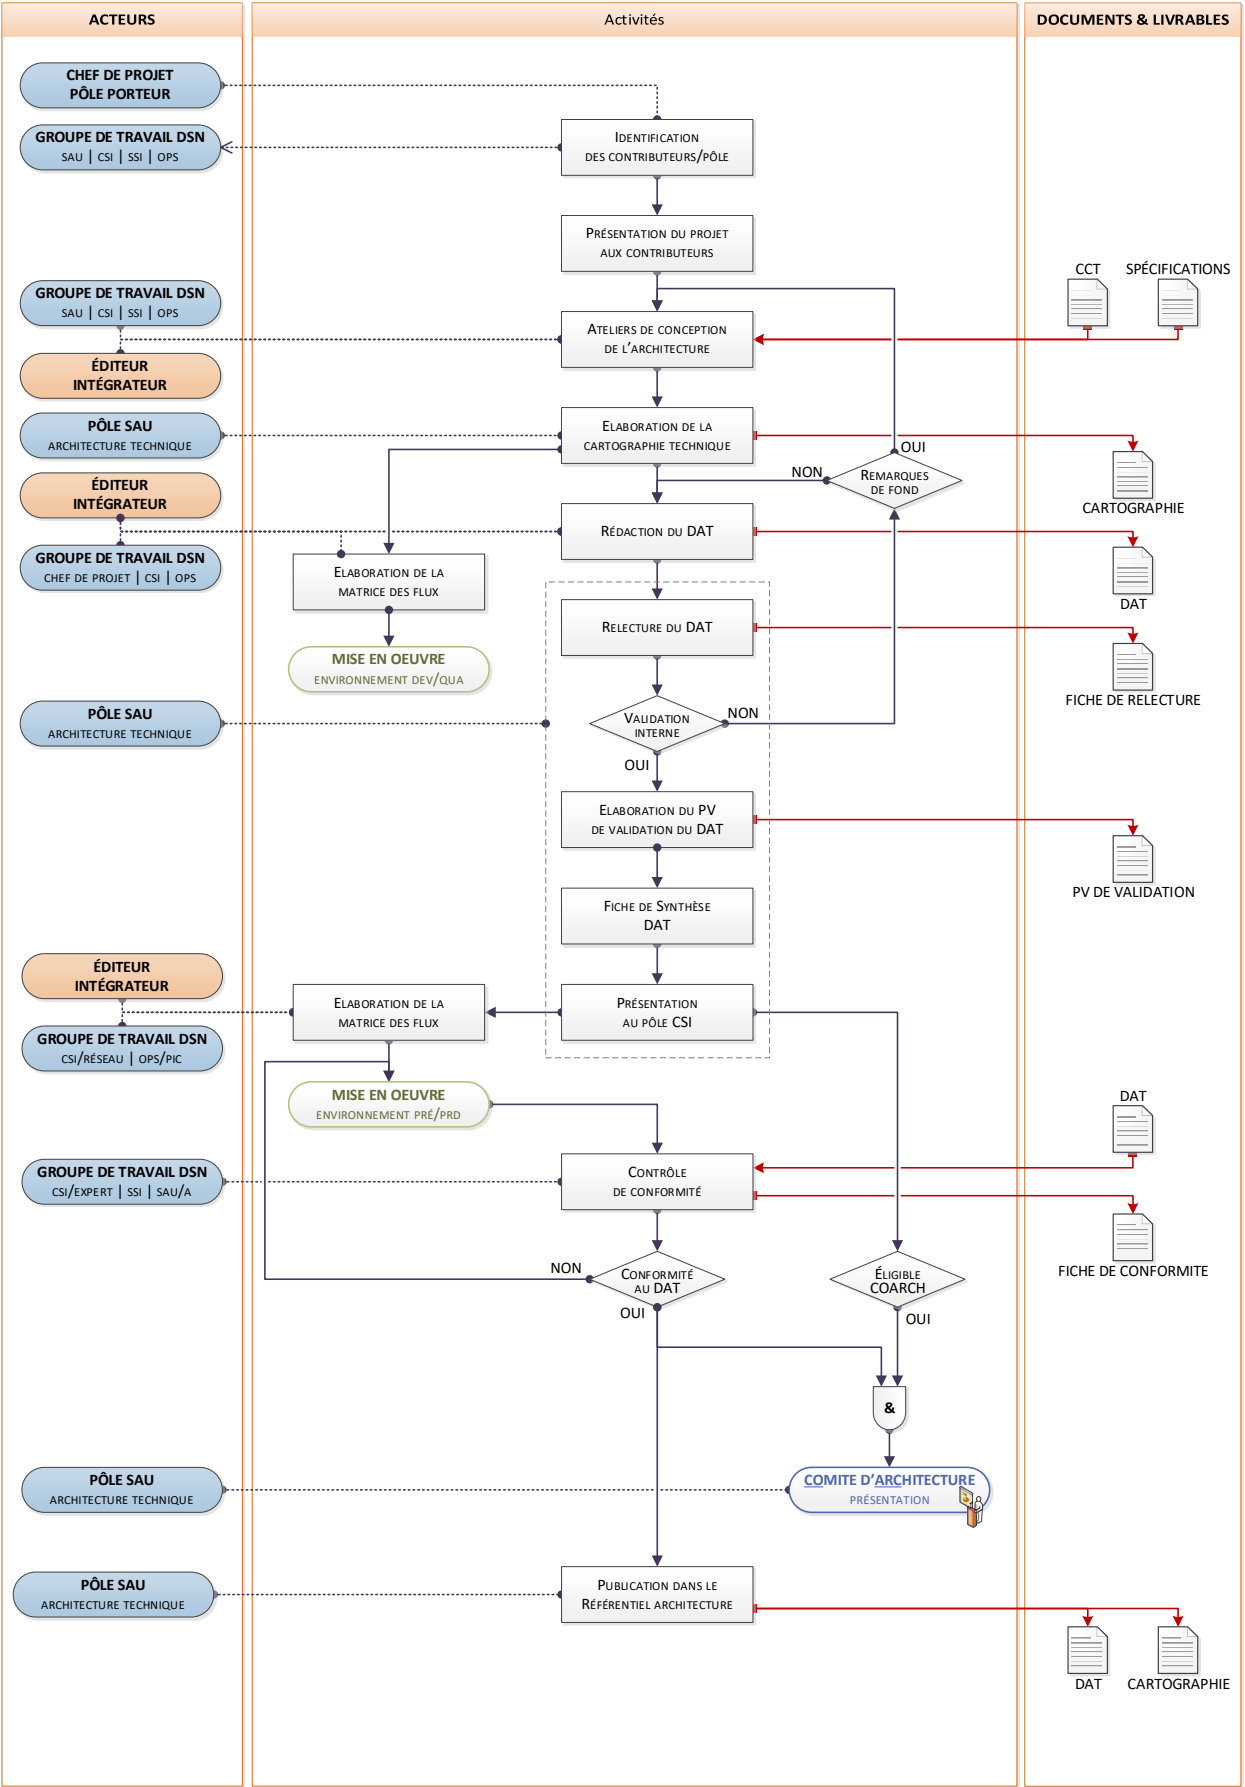 ACTEURS
Activités
DOCUMENTS & LIVRABLES
CHEF DE PROJET
PÔLE PORTEUR
GROUPE DE TRAVAIL DSN
SAU | CSI | SSI | OPS
IDENTIFICATION
DES CONTRIBUTEURS/PÔLE
PRÉSENTATION DU PROJET
AUX CONTRIBUTEURS
CCT
SPÉCIFICATIONS
GROUPE DE TRAVAIL DSN
SAU | CSI | SSI | OPS
ATELIERS DE CONCEPTION
DE L'ARCHITECTURE
ÉDITEUR
INTÉGRATEUR
PÔLE SAU
ARCHITECTURE TECHNIQUE
ELABORATION DE LA
CARTOGRAPHIE TECHNIQUE
OUI
NON
REMARQUES
DE FOND
CARTOGRAPHIE
ÉDITEUR
INTÉGRATEUR
RÉDACTION DU DAT
GROUPE DE TRAVAIL DSN
CHEF DE PROJET | CSI | OPS
ELABORATION DE LA
MATRICE DES FLUX
DAT
RELECTURE DU DAT
MISE EN OEUVRE
ENVIRONNEMENT DEV/QUA
FICHE DE RELECTURE
PÔLE SAU
ARCHITECTURE TECHNIQUE
VALIDATION
INTERNE
NON
OUI
ELABORATION DU PV
DE VALIDATION DU DAT
PV DE VALIDATION
FICHE DE SYNTHÈSE
DAT
ÉDITEUR
INTÉGRATEUR
ELABORATION DE LA
MATRICE DES FLUX
PRÉSENTATION
AU PÔLE CSI
GROUPE DE TRAVAIL DSN
CSI/RÉSEAU | OPS/PIC
MISE EN OEUVRE
ENVIRONNEMENT PRÉ/PRD
DAT
GROUPE DE TRAVAIL DSN
CSI/EXPERT | SSI | SAU/A
CONTRÔLE
DE CONFORMITÉ
FICHE DE CONFORMITE
NON
CONFORMITÉ
AU DAT
OUI
ÉLIGIBLE
COARCH
OUI
&
PÔLE SAU
ARCHITECTURE TECHNIQUE
COMITE D'ARCHITECTURE
PRÉSENTATION
PÔLE SAU
ARCHITECTURE TECHNIQUE
PUBLICATION DANS LE
RÉFÉRENTIEL ARCHITECTURE
DAT
CARTOGRAPHIE